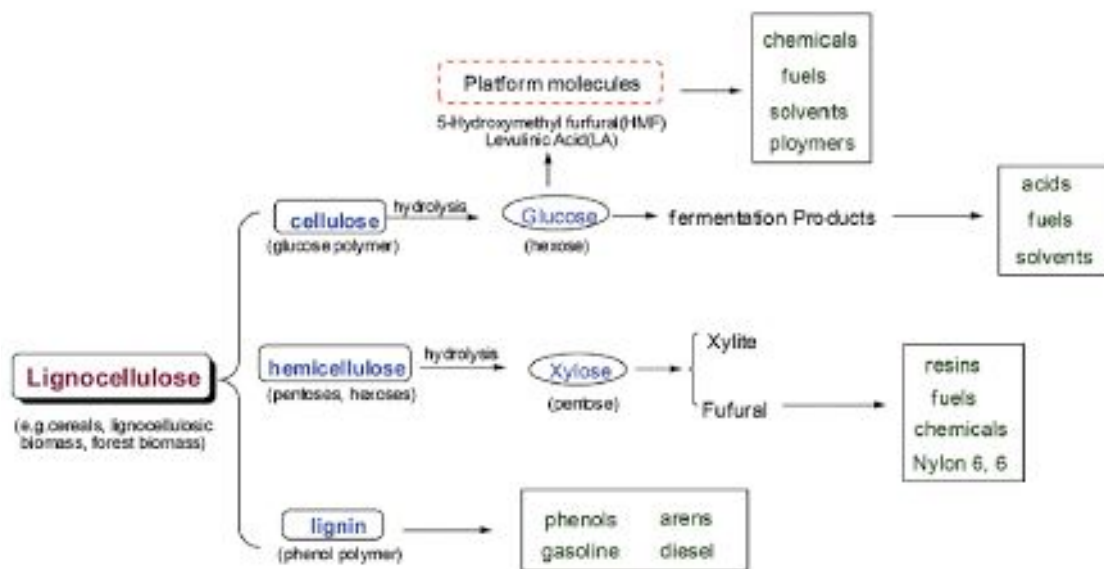 chemicals
fuels
solvents
ploymers
Platform molecules
5-Hydroxymethyl furfural(HMF)
Levulinic Acid(LA)
acids
fuels
solvents
cellulose
(glucose polymer)
hydrolysis
Glucose
(hexose)
fermentation Products
Lignocellulose
(e.g.cereals, lignocellulosic
biomass, forest biomass)
hemicellulose
(pentoses, hexoses)
hydrolysis
Xylose
(pentose)
Xylite
Fufural
resins
fuels
chemicals
Nylon 6, 6
lignin
(phenol polymer)
phenols arens
gasoline diesel